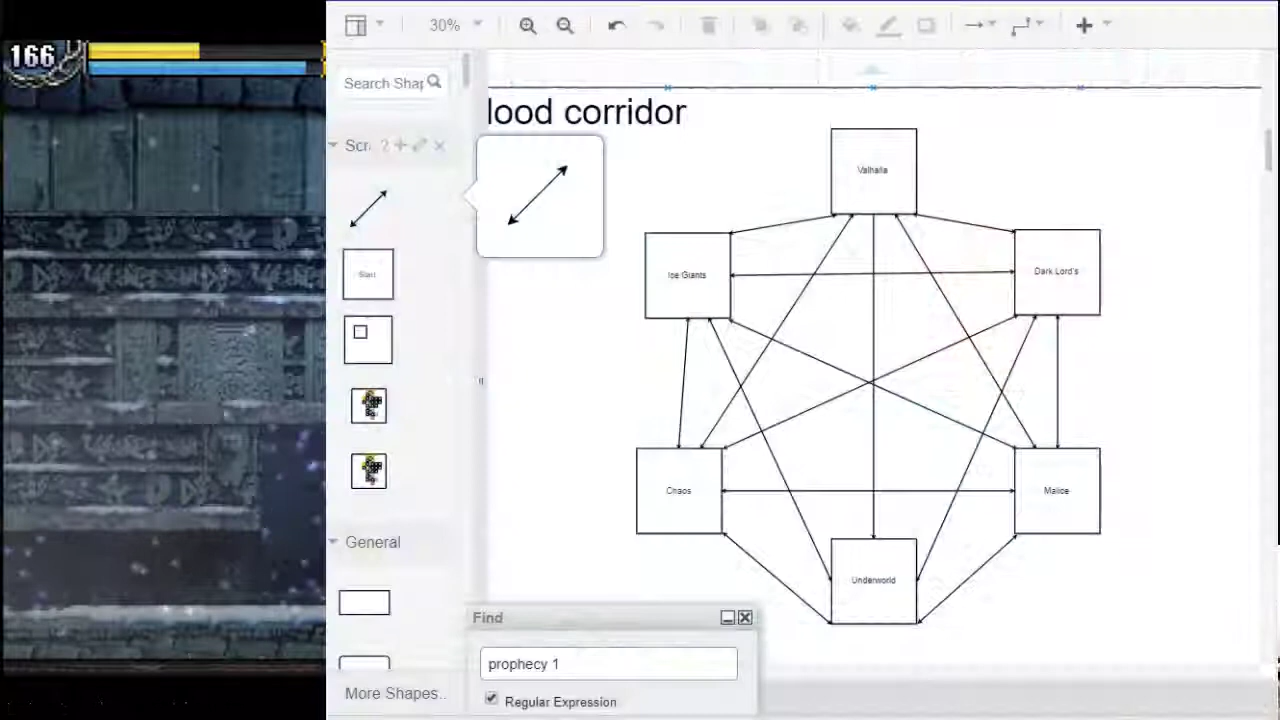 166
30%
Search Shap
lood corridor
Scr
?
Valhalla
Start
Ice Giants
Dark Lord's
Chaos
Malice
Underworld
General
Find
prophecy 1
Regular Expression
More Shapes..